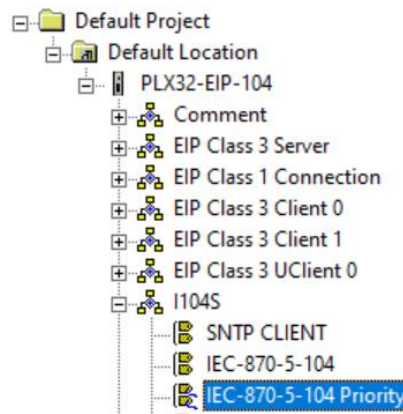 Default Project
Default Location
PLX32-EIP-104
Comment
EIP Class 3 Server
EIP Class 1 Connection
EIP Class 3 Client 0
EIP Class 3 Client 1
EIP Class 3 UClient 0
I104S
SNTP CLIENT
IEC-870-5-104
IEC-870-5-104 Priority